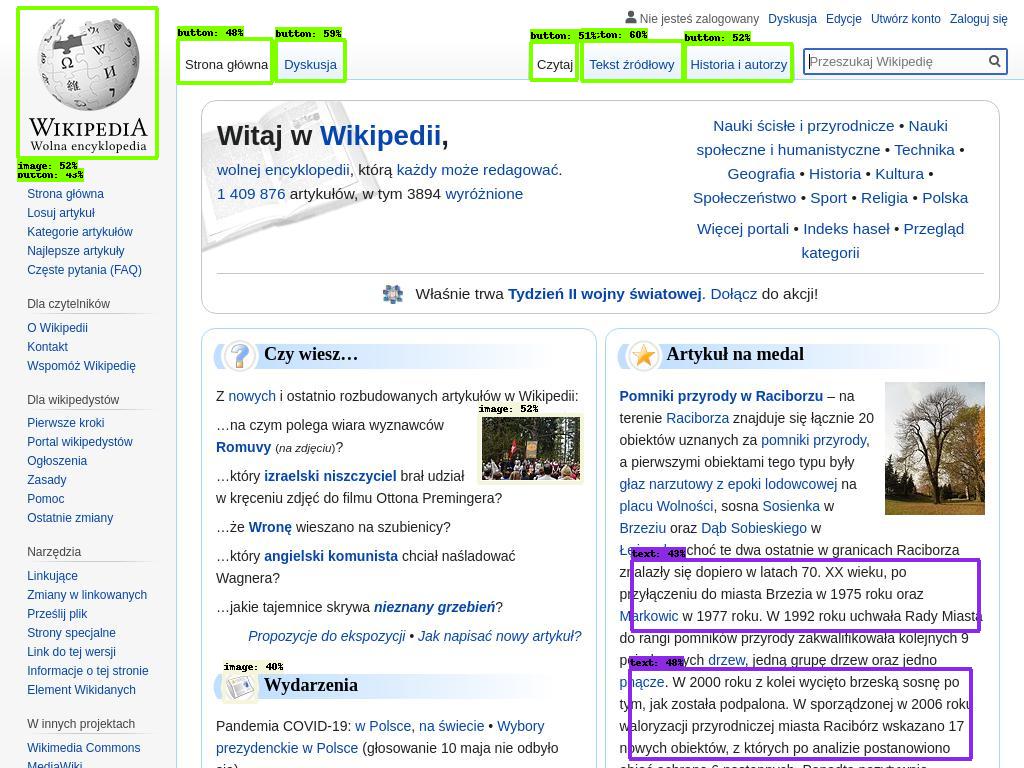 button: 48%
button: 59%
button: 51%
ton: 60%
button: 52%
Nie jesteś zalogowany Dyskusja Edycje Utwórz konto Zaloguj się
Strona główna Dyskusja Czytaj Tekst źródłowy Historia i autorzy Przeszukaj Wikipedię
WIKIPEDIA
Wolna encyklopedia
image: 52%
button: 43%
Strona główna
Losuj artykuł
Kategorie artykułów
Najlepsze artykuły
Częste pytania (FAQ)
Dla czytelników
O Wikipedii
Kontakt
Wspomóż Wikipedię
Dla wikipedystów
Pierwsze kroki
Portal wikipedystów
Ogłoszenia
Zasady
Pomoc
Ostatnie zmiany
Narzędzia
Linkujące
Zmiany w linkowanych
Prześlij plik
Strony specjalne
Link do tej wersji
Informacje o tej stronie
Element Wikidanych
W innych projektach
Wikimedia Commons
MediaWiki
Witaj w Wikipedii,
wolnej encyklopedii, którą każdy może redagować.
1 409 876 artykułów, w tym 3894 wyróżnione
Nauki ścisłe i przyrodnicze • Nauki
społeczne i humanistyczne • Technika •
Geografia • Historia • Kultura •
Społeczeństwo • Sport • Religia • Polska
Więcej portali • Indeks haseł • Przegląd
kategorii
Właśnie trwa Tydzień II wojny światowej. Dołącz do akcji!
Czy wiesz…
Z nowych i ostatnio rozbudowanych artykułów w Wikipedii:
image: 52%
…na czym polega wiara wyznawców
Romuvy (na zdjęciu)?
…który izraelski niszczyciel brał udział
w kręceniu zdjęć do filmu Ottona Premingera?
…że Wronę wieszano na szubienicy?
…który angielski komunista chciał naśladować
Wagnera?
…jakie tajemnice skrywa nieznany grzebień?
Propozycje do ekspozycji • Jak napisać nowy artykuł?
image: 40%
Wydarzenia
Pandemia COVID-19: w Polsce, na świecie • Wybory
prezydenckie w Polsce (głosowanie 10 maja nie odbyło
się)
Artykuł na medal
Pomniki przyrody w Raciborzu – na
terenie Raciborza znajduje się łącznie 20
obiektów uznanych za pomniki przyrody,
a pierwszymi obiektami tego typu były
głaz narzutowy z epoki lodowcowej na
placu Wolności, sosna Sosienka w
Brzeziu oraz Dąb Sobieskiego w
choć te dwa ostatnie w granicach Raciborza
text: 43%
znalazły się dopiero w latach 70. XX wieku, po
przyłączeniu do miasta Brzezia w 1975 roku oraz
Markowic w 1977 roku. W 1992 roku uchwała Rady Miasta
do rangi pomników przyrody zakwalifikowała kolejnych 9
drzew, jedną grupę drzew oraz jedno
text: 48%
pnącze. W 2000 roku z kolei wycięto brzeską sosnę po
tym, jak została podpalona. W sporządzonej w 2006 roku
waloryzacji przyrodniczej miasta Racibórz wskazano 17
nowych obiektów, z których po analizie postanowiono